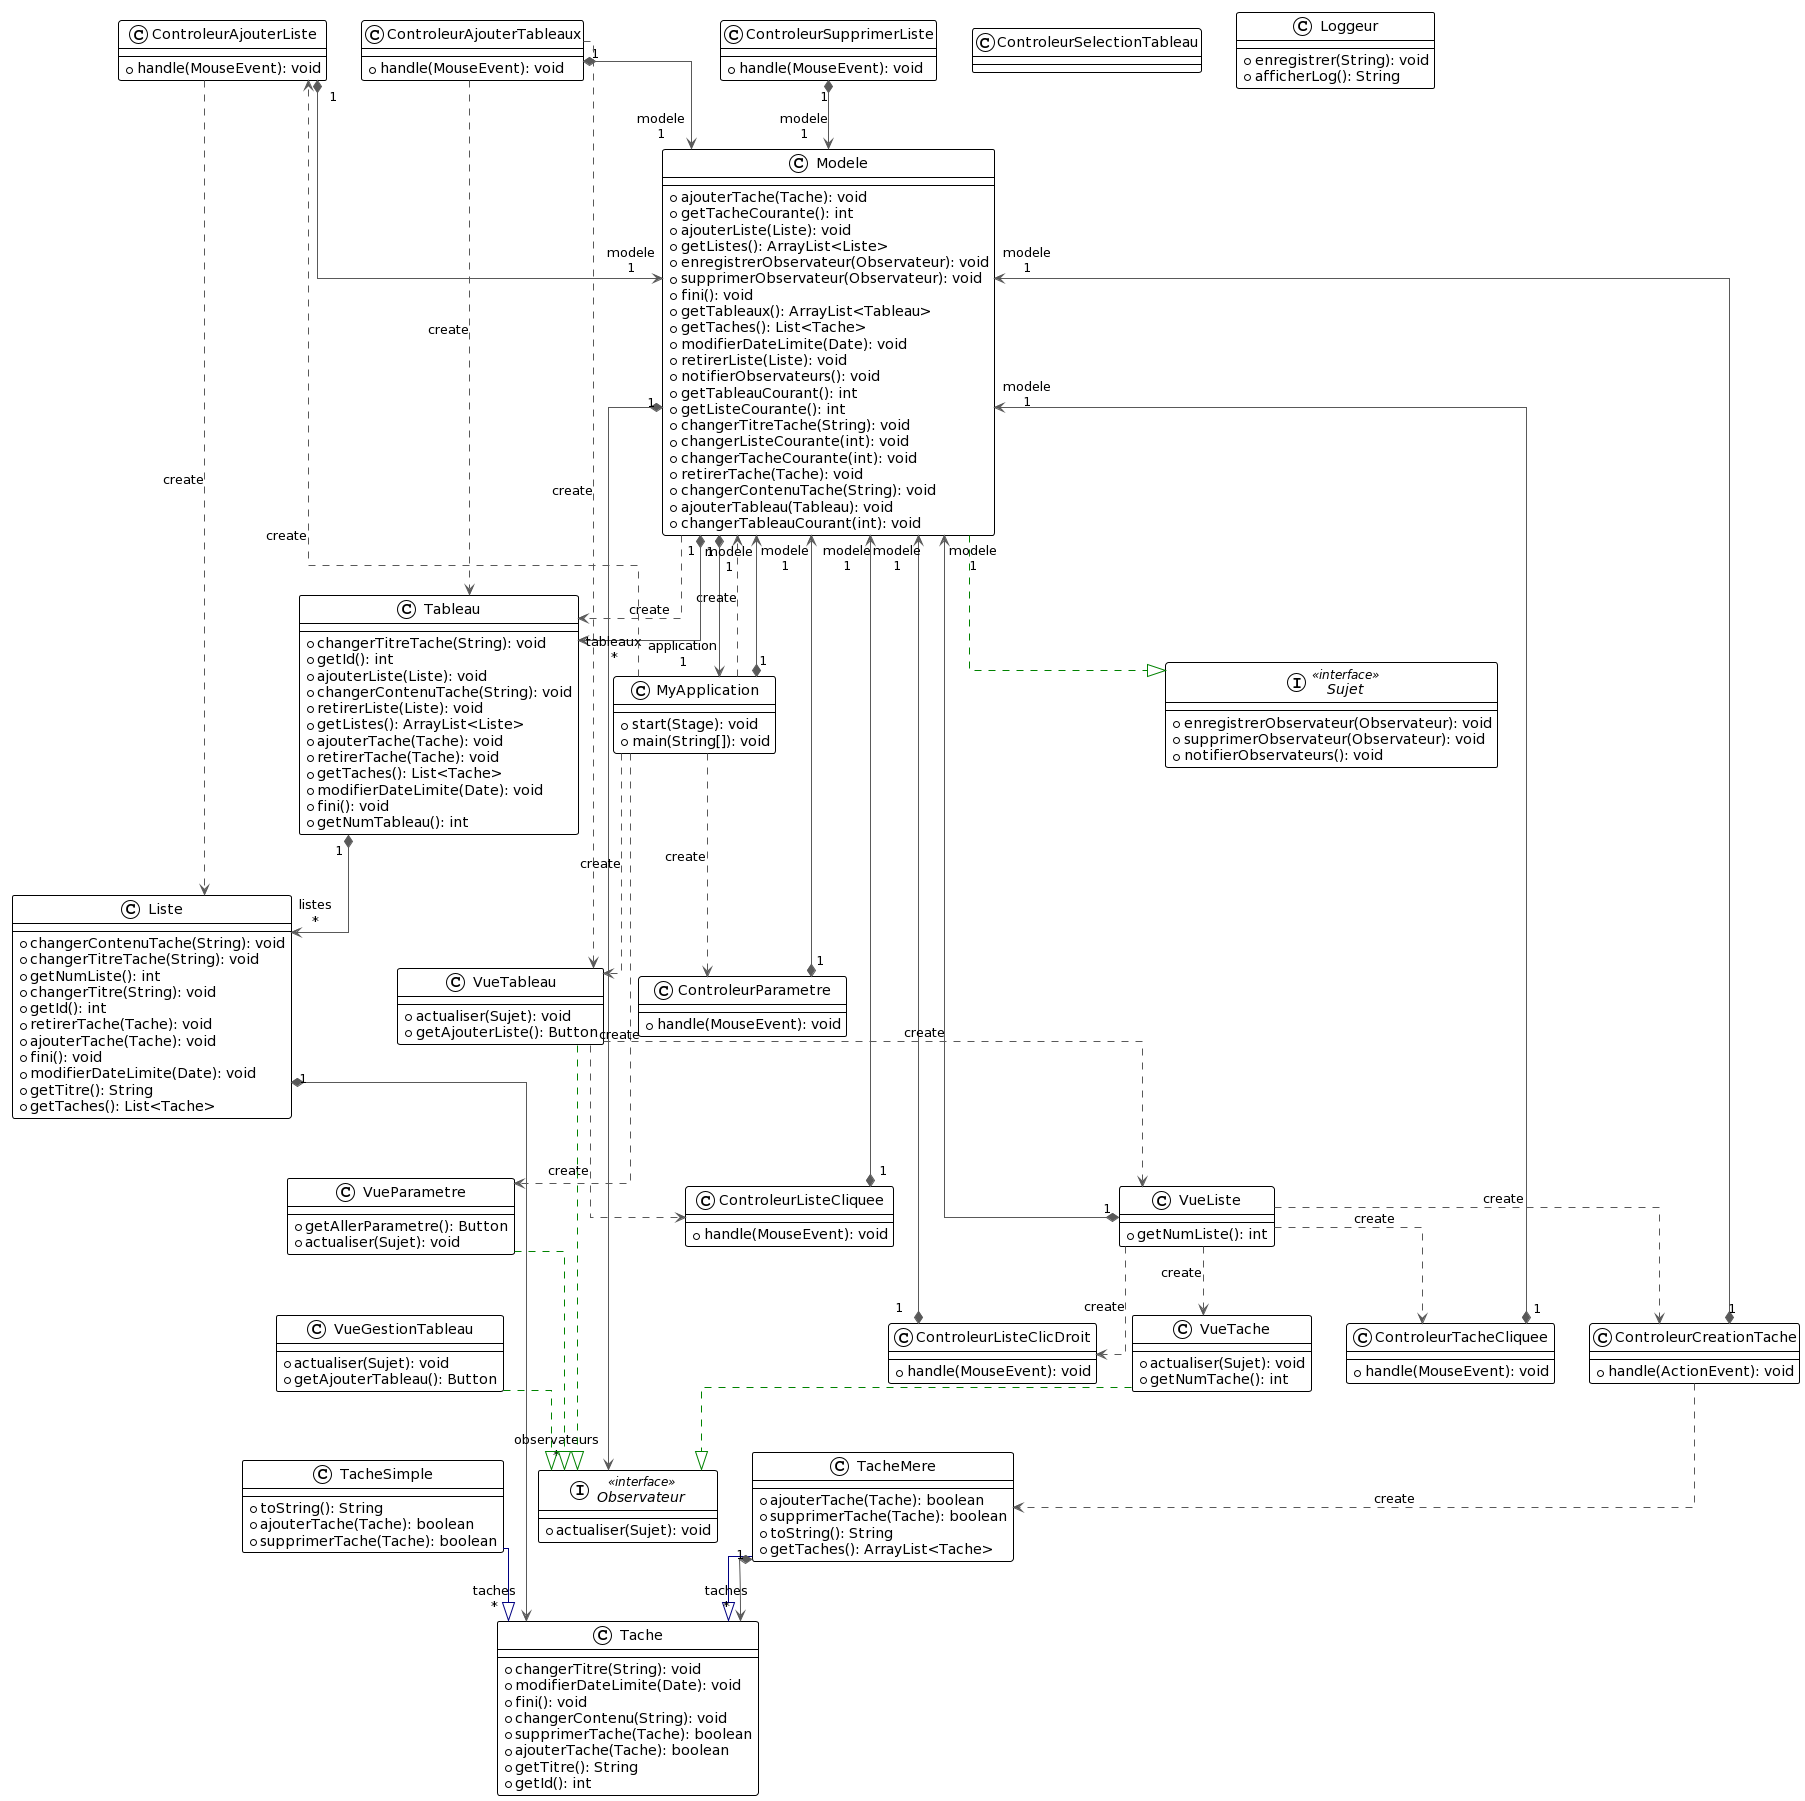 C ControleurAjouterListe
handle(MouseEvent): void
C ControleurAjouterTableaux
handle(MouseEvent): void
C ControleurSupprimerListe
handle(MouseEvent): void
C ControleurSelectionTableau
C Loggeur
enregistrer(String): void
afficherLog(): String
1
1
1
modele
1
modele
1
C Modele
ajouterTache(Tache): void
getTacheCourante(): int
ajouterListe(Liste): void
getListes(): ArrayList<Liste>
enregistrerObservateur(Observateur): void
supprimerObservateur(Observateur): void
fini(): void
getTableaux(): ArrayList<Tableau>
getTaches(): List<Tache>
modifierDateLimite(Date): void
retirerListe(Liste): void
notifierObservateurs(): void
getTableauCourant(): int
getListeCourante(): int
changerTitreTache(String): void
changerListeCourante(int): void
changerTacheCourante(int): void
retirerTache(Tache): void
changerContenuTache(String): void
ajouterTableau(Tableau): void
changerTableauCourant(int): void
modele
1
modele
1
modele
1
1
create
create
create
create
1
1
modele
1
modele
1
modele
1
modele
1
modele
1
create
create
tableaux
*
application
1
1
C Tableau
changerTitreTache(String): void
getId(): int
ajouterListe(Liste): void
changerContenuTache(String): void
retirerListe(Liste): void
getListes(): ArrayList<Liste>
ajouterTache(Tache): void
retirerTache(Tache): void
getTaches(): List<Tache>
modifierDateLimite(Date): void
fini(): void
getNumTableau(): int
C MyApplication
start(Stage): void
main(String[]): void
I «interface»
Sujet
enregistrerObservateur(Observateur): void
supprimerObservateur(Observateur): void
notifierObservateurs(): void
1
create
create
listes
*
C Liste
changerContenuTache(String): void
changerTitreTache(String): void
getNumListe(): int
changerTitre(String): void
getId(): int
retirerTache(Tache): void
ajouterTache(Tache): void
fini(): void
modifierDateLimite(Date): void
getTitre(): String
getTaches(): List<Tache>
1
C VueTableau
actualiser(Sujet): void
getAjouterListe(): Button
1
C ControleurParametre
handle(MouseEvent): void
create
create
create
1
1
create
create
C VueParametre
getAllerParametre(): Button
actualiser(Sujet): void
C ControleurListeCliquee
handle(MouseEvent): void
C VueListe
getNumListe(): int
create
create
1
1
1
C VueGestionTableau
actualiser(Sujet): void
getAjouterTableau(): Button
C ControleurListeClicDroit
handle(MouseEvent): void
C VueTache
actualiser(Sujet): void
getNumTache(): int
C ControleurTacheCliquee
handle(MouseEvent): void
C ControleurCreationTache
handle(ActionEvent): void
observateurs
*
C TacheSimple
toString(): String
ajouterTache(Tache): boolean
supprimerTache(Tache): boolean
I «interface»
Observateur
actualiser(Sujet): void
C TacheMere
ajouterTache(Tache): boolean
supprimerTache(Tache): boolean
toString(): String
getTaches(): ArrayList<Tache>
create
1
taches
*
taches
*
C Tache
changerTitre(String): void
modifierDateLimite(Date): void
fini(): void
changerContenu(String): void
supprimerTache(Tache): boolean
ajouterTache(Tache): boolean
getTitre(): String
getId(): int